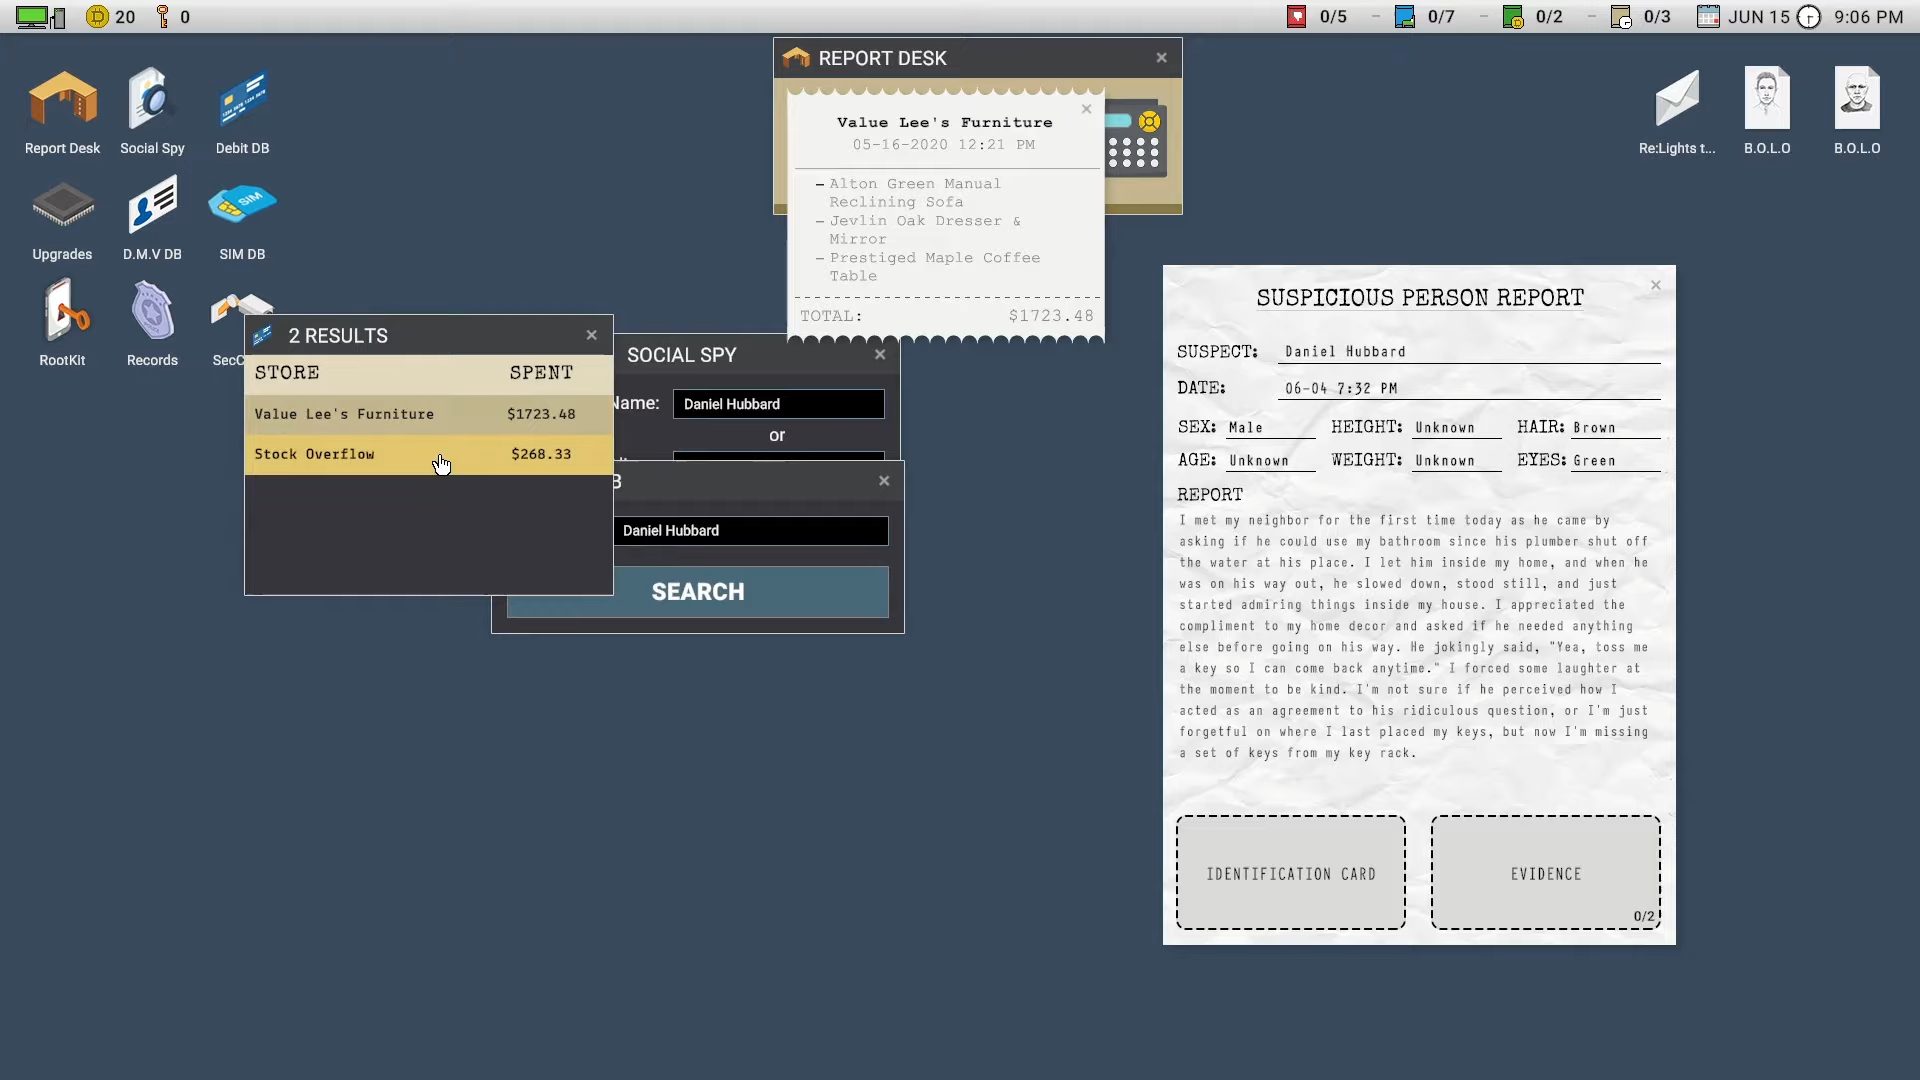 20
0
0/5
0/7
0/2
0/3
JUN 15
9:06 PM
Report Desk
Social Spy
Debit DB
Upgrades
D.M.V DB
SIM DB
RootKit
Records
Re:Lights t...
B.O.L.O
B.O.L.O
REPORT DESK
Value Lee's Furniture
05-16-2020 12:21 PM
– Alton Green Manual
Reclining Sofa
– Jevlin Oak Dresser &
Mirror
– Prestiged Maple Coffee
Table
TOTAL: $1723.48
2 RESULTS
STORE SPENT
Value Lee's Furniture $1723.48
Stock Overflow $268.33
SOCIAL SPY
Name: Daniel Hubbard
or
Daniel Hubbard
SEARCH
SUSPICIOUS PERSON REPORT
SUSPECT: Daniel Hubbard
DATE: 06-04 7:32 PM
SEX: Male HEIGHT: Unknown HAIR: Brown
AGE: Unknown WEIGHT: Unknown EYES: Green
REPORT
I met my neighbor for the first time today as he came by
asking if he could use my bathroom since his plumber shut off
the water at his place. I let him inside my home, and when he
was on his way out, he slowed down, stood still, and just
started admiring things inside my house. I appreciated the
compliment to my home decor and asked if he needed anything
else before going on his way. He jokingly said, "Yea, toss me
a key so I can come back anytime." I forced some laughter at
the moment to be kind. I'm not sure if he perceived how I
acted as an agreement to his ridiculous question, or I'm just
forgetful on where I last placed my keys, but now I'm missing
a set of keys from my key rack.
IDENTIFICATION CARD
EVIDENCE
0/2